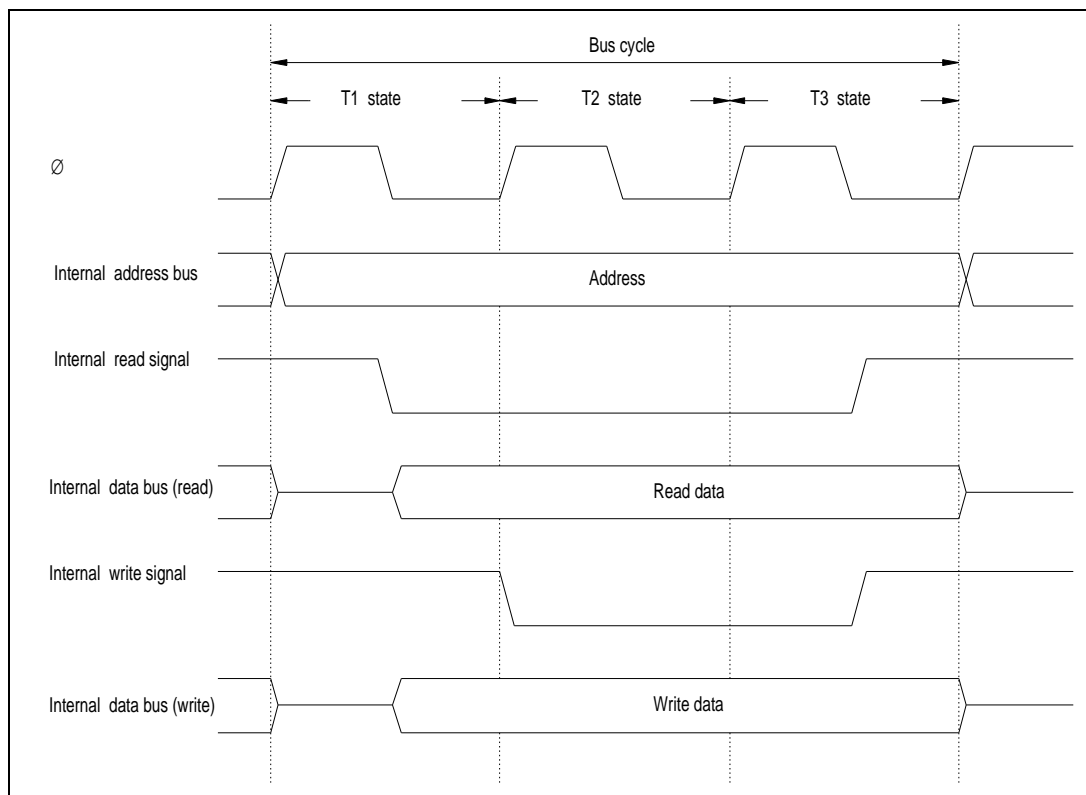 Bus cycle
T1 state T2 state T3 state
Ø
Internal address bus Address
Internal read signal
Internal data bus (read) Read data
Internal write signal
Internal data bus (write) Write data